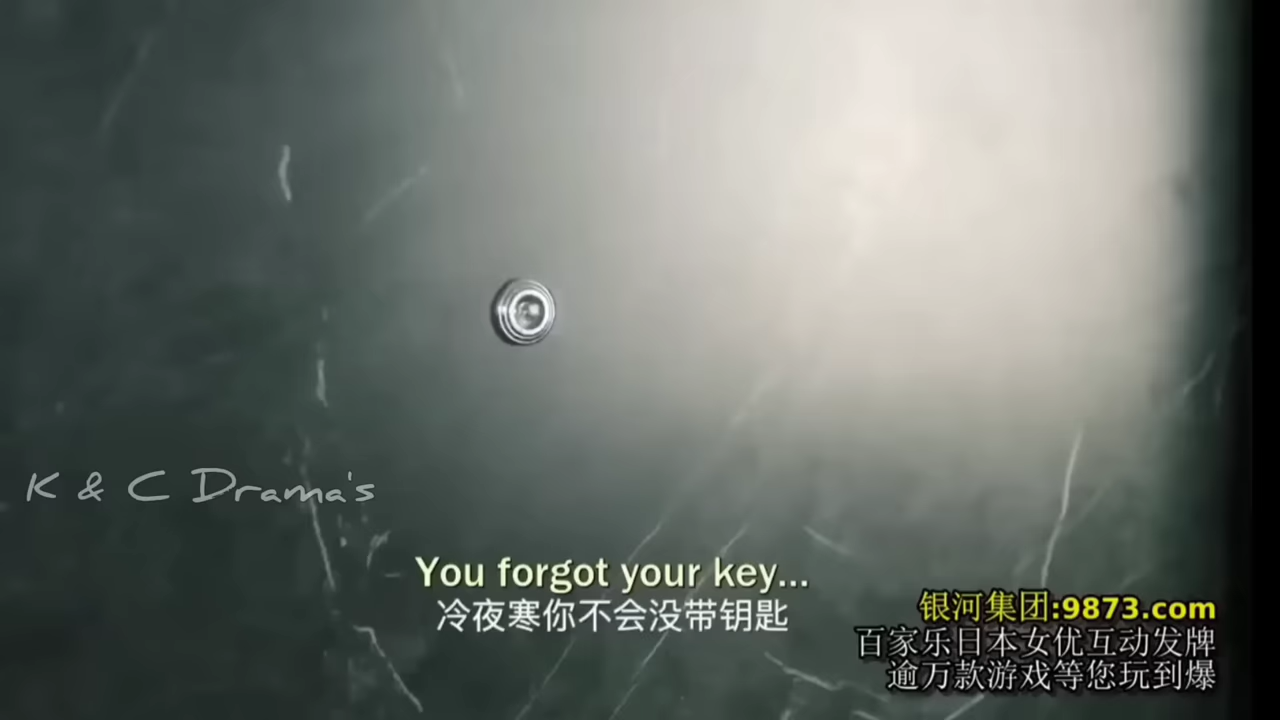 K & C Drama's
You forgot your key...
冷夜寒你不会没带钥匙
银河集团:9873.com
百家乐日本女优互动发牌
逾万款游戏等您玩到爆